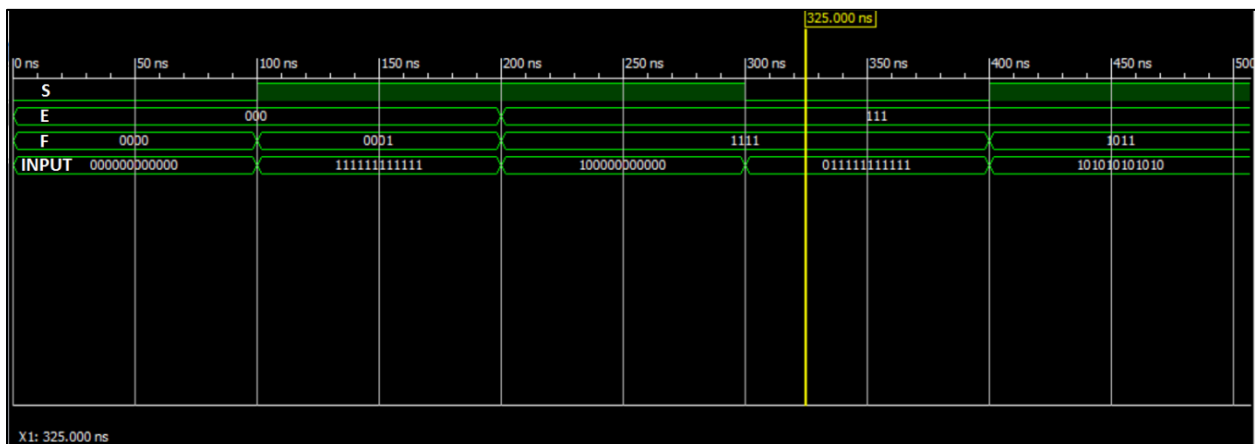 325.000 ns
0 ns 50 ns 100 ns 150 ns 200 ns 250 ns 300 ns 350 ns 400 ns 450 ns 500
S
E 000 111
F 0000 0001 1111 1011
INPUT 000000000000 111111111111 100000000000 011111111111 101010101010
X1: 325.000 ns